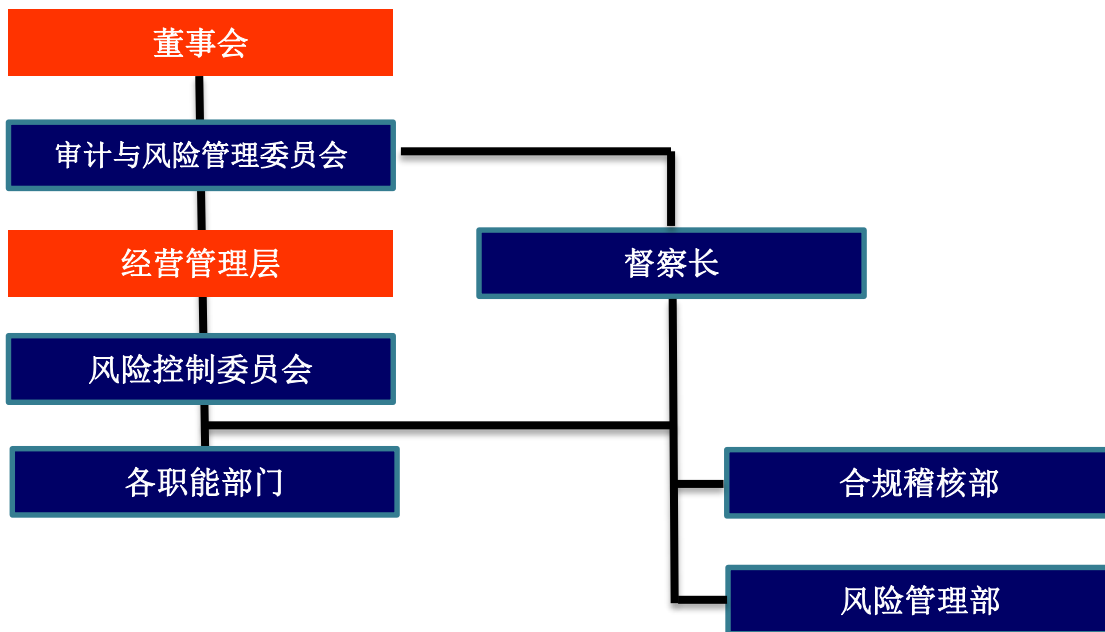 董事会
审计与风险管理委员会
经营管理层
督察长
风险控制委员会
各职能部门
合规稽核部
风险管理部